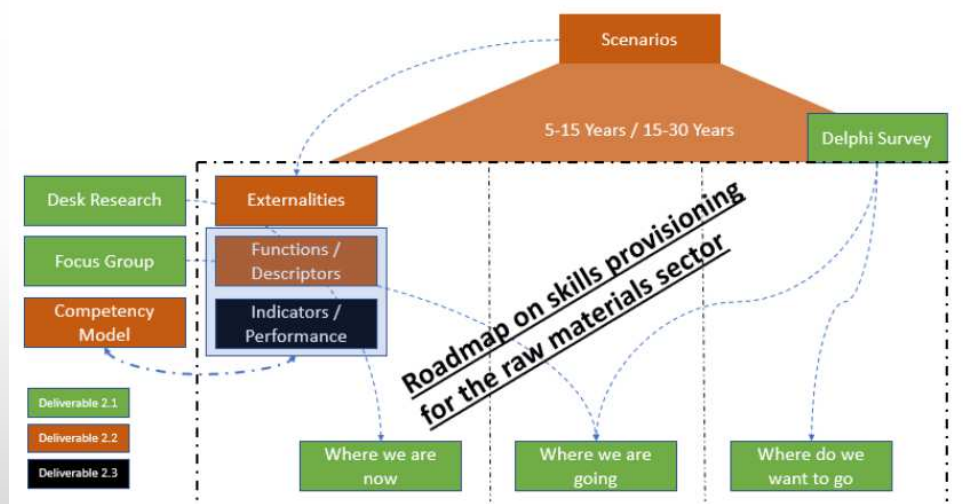 Scenarios
5-15 Years / 15-30 Years
Delphi Survey
Desk Research
Externalities
Focus Group
Functions /
Descriptors
Competency
Model
Indicators /
Performance
Roadmap on skills provisioning
for the raw materials sector
Deliverable 2.1
Deliverable 2.2
Deliverable 2.3
Where we are
now
Where we are
going
Where do we
want to go